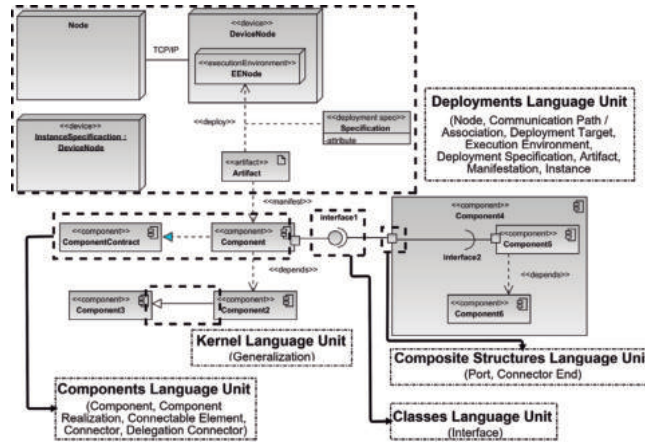 Node
TCP/IP
<<device>>
DeviceNode
<<executionEnvironment>>
EENode
<<device>>
InstanceSpecificaction :
DeviceNode
<<deploy>>
<<deployment spec>>
Specification
-attribute
<<artifact>>
Artifact
Deployments Language Unit
(Node, Communication Path /
Association, Deployment Target,
Execution Environment,
Deployment Specification, Artifact,
Manifestation, Instance
<<manifest>>
<<component>>
ComponentContract
<<component>>
Component
interface1
<<component>>
Component4
<<component>>
Component5
interface2
<<depends>>
<<component>>
Component6
<<depends>>
<<component>>
Component3
<<component>>
Component2
Kernel Language Unit
(Generalization)
Composite Structures Language Uni
(Port, Connector End)
Components Language Unit
(Component, Component
Realization, Connectable Element,
Connector, Delegation Connector)
Classes Language Unit
(Interface)